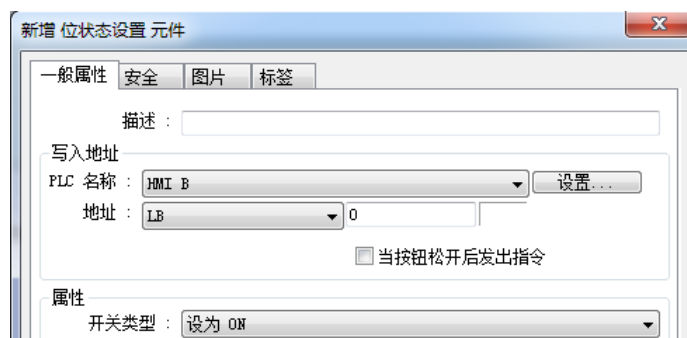 新增 位状态设置 元件
一般属性 安全 图片 标签
描述 :
写入地址
PLC 名称 : HMI B 设置...
地址 : LB 0
当按钮松开后发出指令
属性
开关类型 : 设为 ON